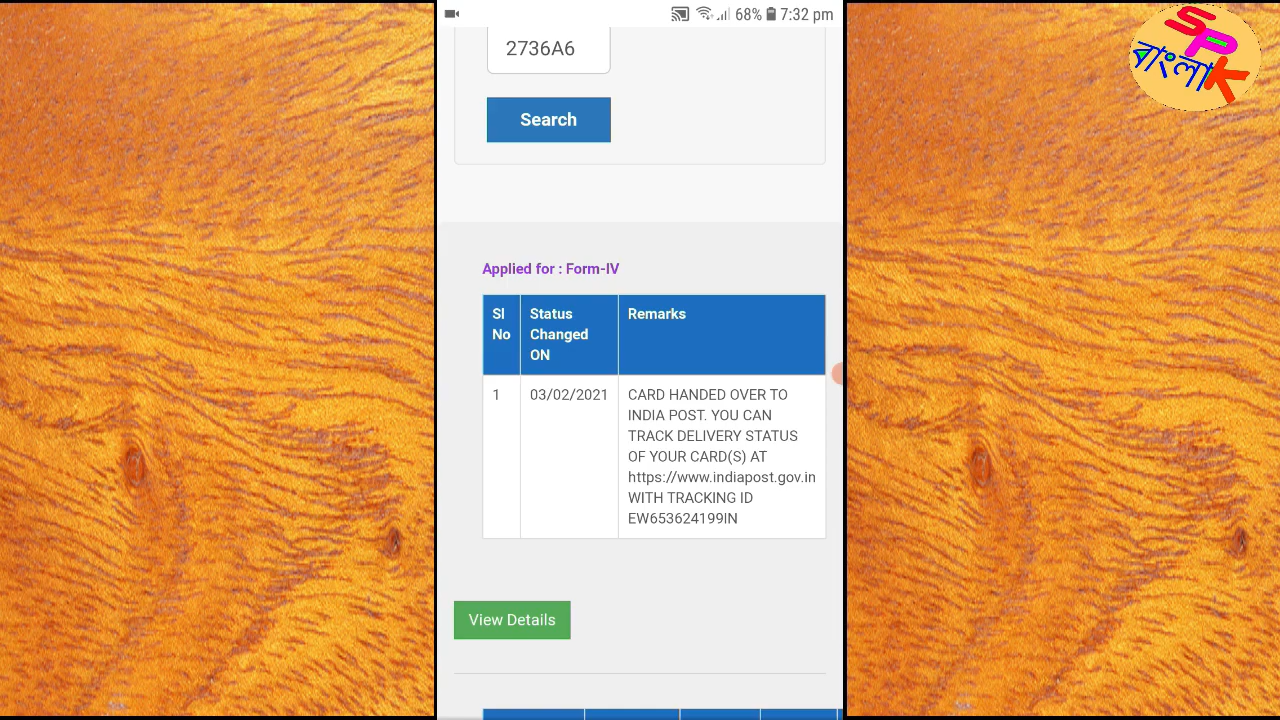 68% 7:32 pm
SPK
বাংলা
2736A6
Search
Applied for : Form-IV
Sl No
Status Changed ON
Remarks
1
03/02/2021
CARD HANDED OVER TO
INDIA POST. YOU CAN
TRACK DELIVERY STATUS
OF YOUR CARD(S) AT
https://www.indiapost.gov.in
WITH TRACKING ID
EW653624199IN
View Details